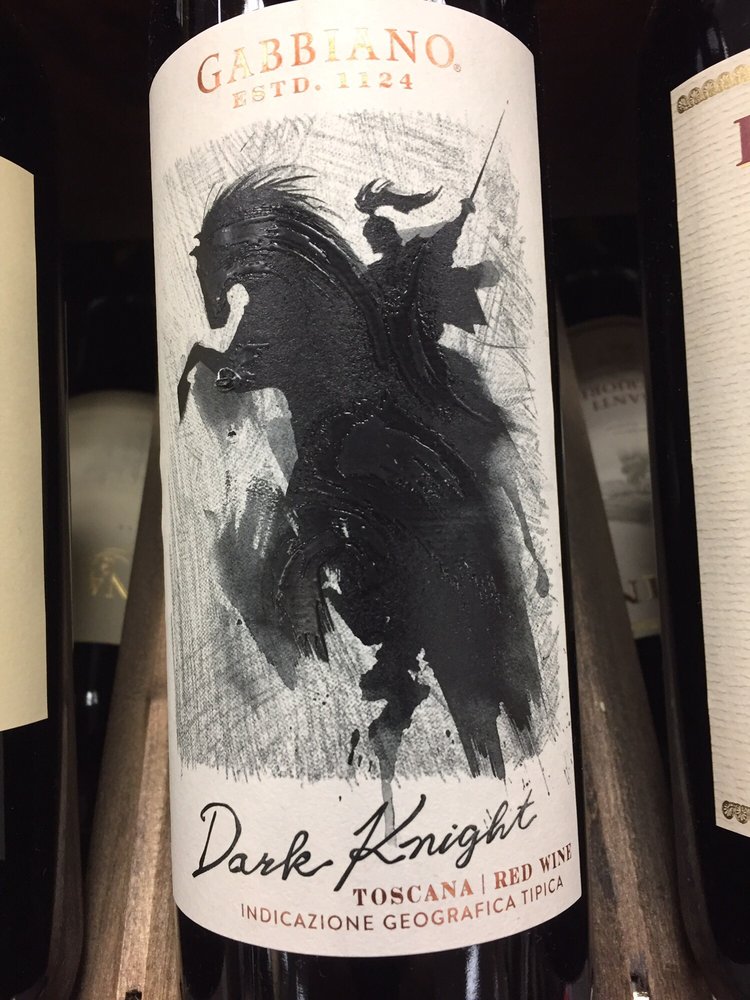 GABBIANO®
ESTD. 1124
Dark Knight
TOSCANA | RED WINE
INDICAZIONE GEOGRAFICA TIPICA